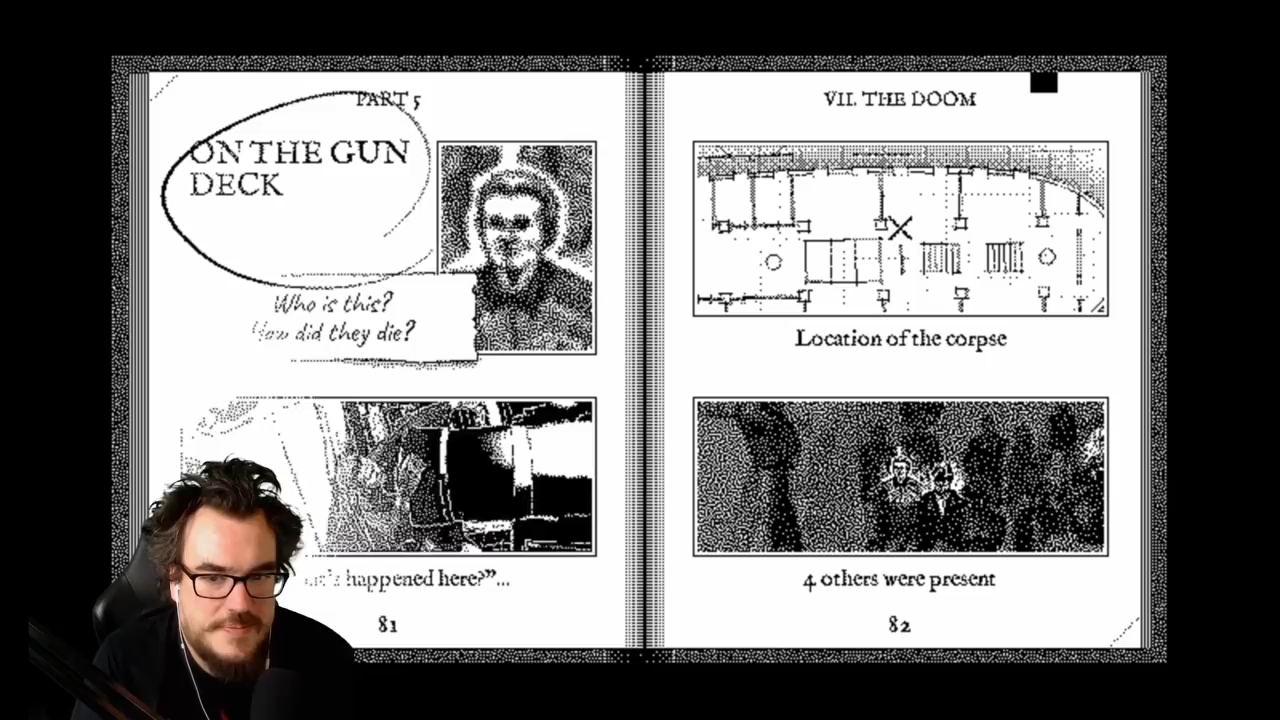 PART 5
ON THE GUN
DECK
Who is this?
How did they die?
happened here?"...
81
VII. THE DOOM
Location of the corpse
4 others were present
82